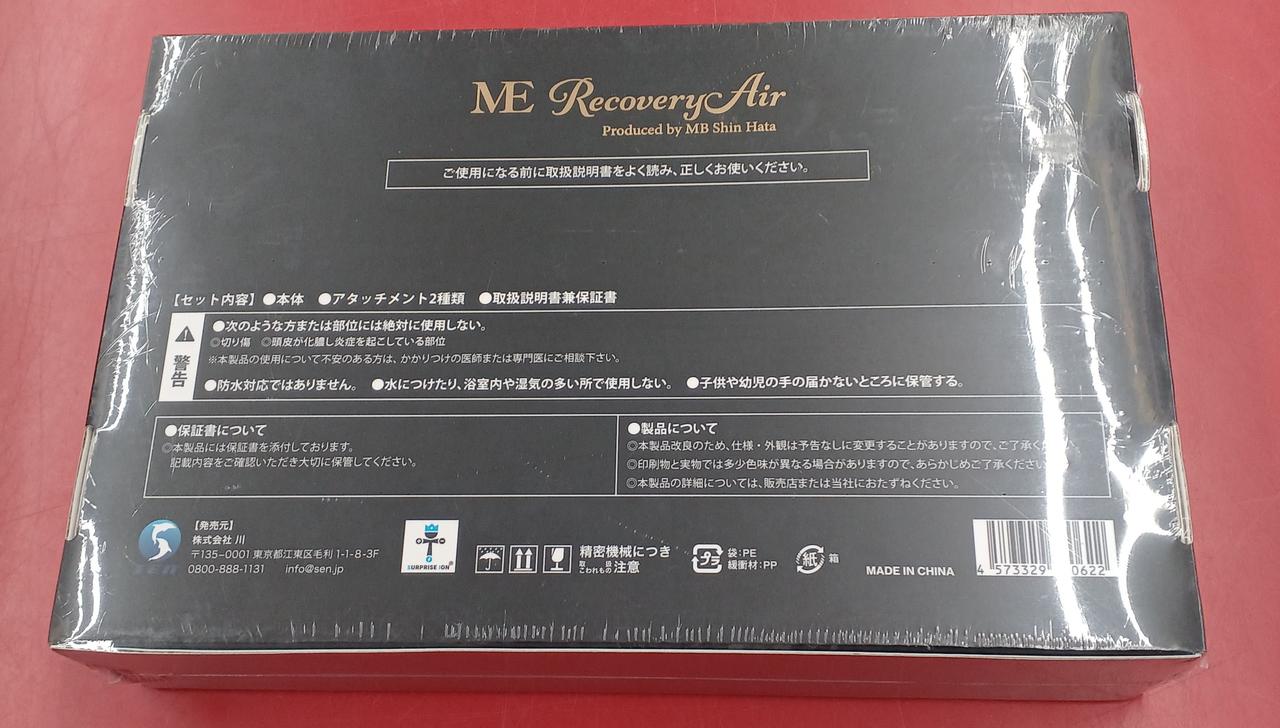 ME Recovery Air
Produced by MB Shin Hata
ご使用になる前に取扱説明書をよく読み、正しくお使いください。
【セット内容】 ●本体 ●アタッチメント2種類 ●取扱説明書兼保証書
警告
●次のような方または部位には絶対に使用しない。
◎切り傷 ◎頭皮が化膿し炎症を起こしている部位
※本製品の使用について不安のある方は、かかりつけの医師または専門医にご相談下さい。
●防水対応ではありません。 ●水につけたり、浴室内や湿気の多い所で使用しない。 ●子供や幼児の手の届かないところに保管する。
●保証書について
◎本製品には保証書を添付しております。
記載内容をご確認いただき大切に保管してください。
●製品について
◎本製品改良のため、仕様・外観は予告なしに変更することがありますので、ご了承く
◎印刷物と実物では多少色味が異なる場合がありますので、あらかじめご了承ください
◎本製品の詳細については、販売店または当社におたずねください。
SEN
【発売元】
株式会社 川
〒135-0001 東京都江東区毛利 1-1-8-3F
0800-888-1131 info@sen.jp
SURPRISE ION®
精密機械につき
取扱注意
こわれもの
プラ
袋:PE
緩衝材:PP
紙
箱
MADE IN CHINA
4 573329 0622